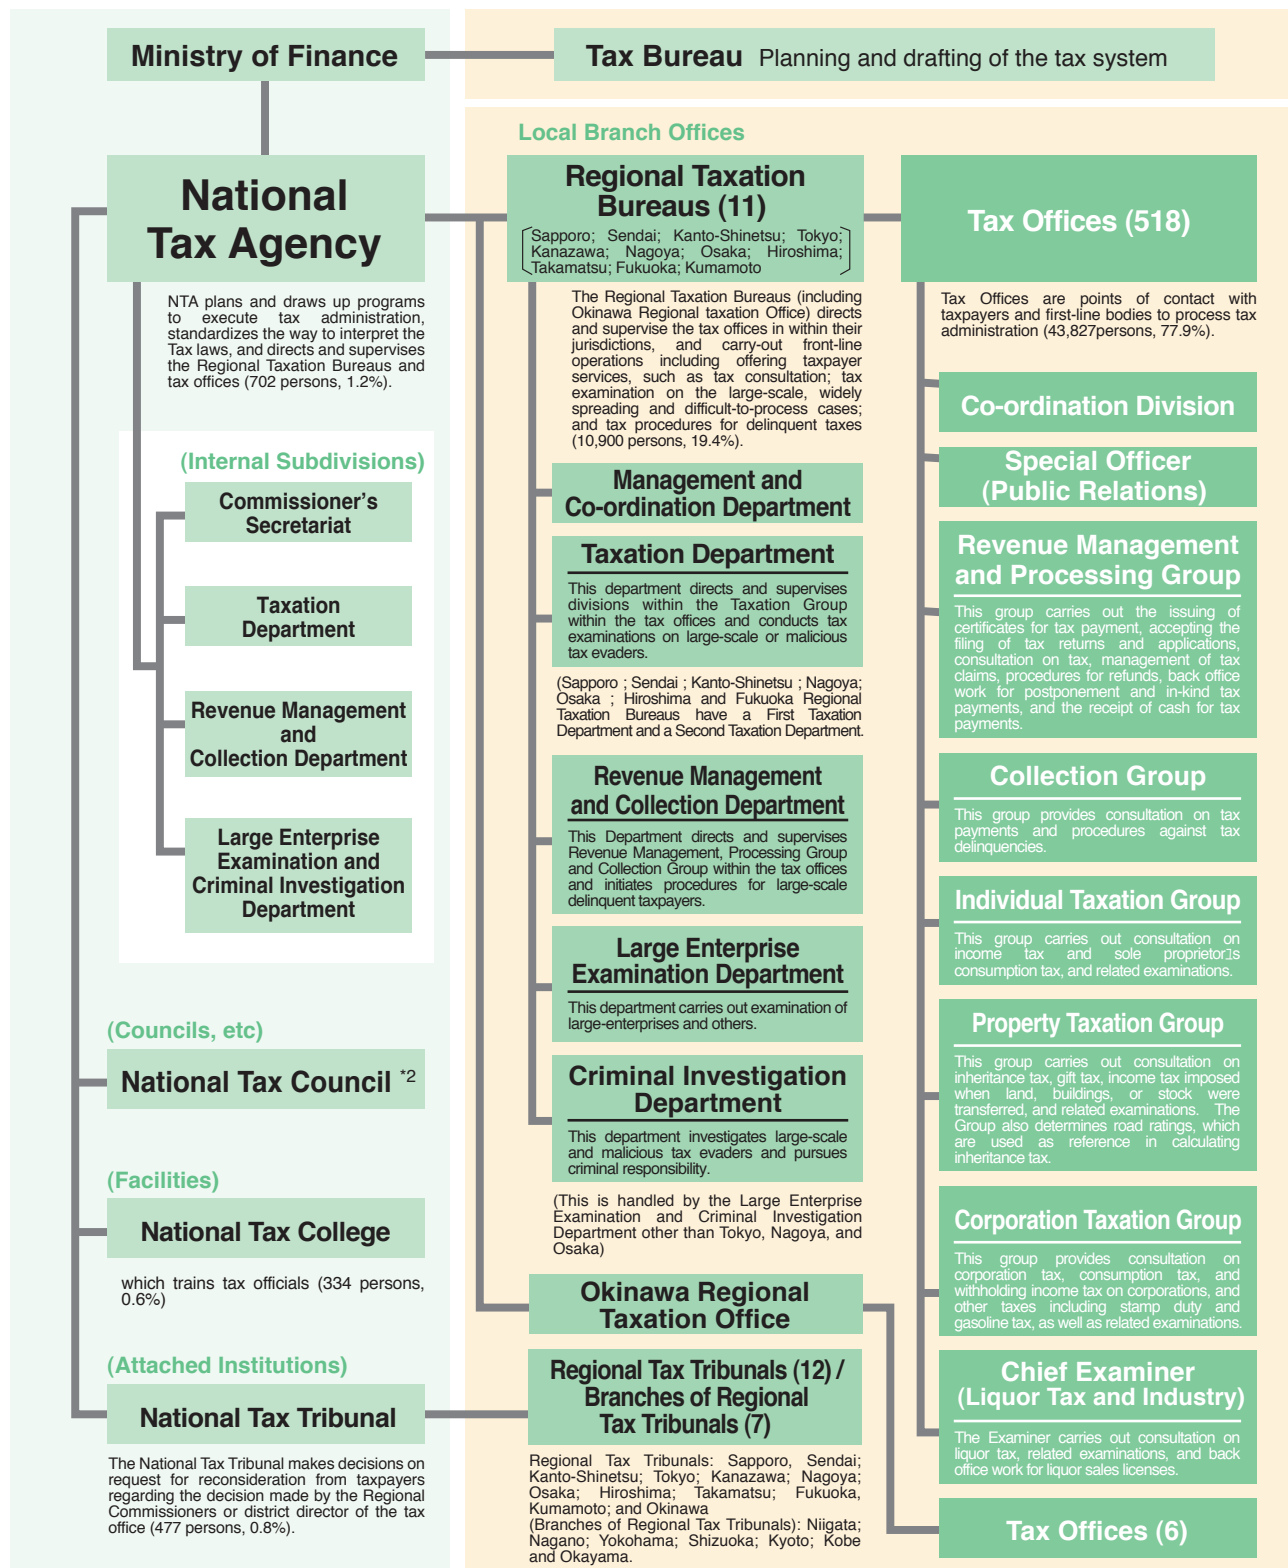 Ministry of Finance
Tax Bureau Planning and drafting of the tax system
National
Tax Agency
NTA plans and draws up programs
to execute tax administration,
standardizes the way to interpret the
Tax laws, and directs and supervises
the Regional Taxation Bureaus and
tax offices (702 persons, 1.2%).
(Internal Subdivisions)
Commissioner's
Secretariat
Taxation
Department
Revenue Management
and
Collection Department
Large Enterprise
Examination and
Criminal Investigation
Department
(Councils, etc)
National Tax Council *2
(Facilities)
National Tax College
which trains tax officials (334 persons,
0.6%)
(Attached Institutions)
National Tax Tribunal
The National Tax Tribunal makes decisions on
request for reconsideration from taxpayers
regarding the decision made by the Regional
Commissioners or district director of the tax
office (477 persons, 0.8%).
Local Branch Offices
Regional Taxation
Bureaus (11)
Sapporo; Sendai; Kanto-Shinetsu; Tokyo;
Kanazawa; Nagoya; Osaka; Hiroshima;
Takamatsu; Fukuoka; Kumamoto
The Regional Taxation Bureaus (including
Okinawa Regional taxation Office) directs
and supervise the tax offices in within their
jurisdictions, and carry-out front-line
operations including offering taxpayer
services, such as tax consultation; tax
examination on the large-scale, widely
spreading and difficult-to-process cases;
and tax procedures for delinquent taxes
(10,900 persons, 19.4%).
Management and
Co-ordination Department
Taxation Department
This department directs and supervises
divisions within the Taxation Group
within the tax offices and conducts tax
examinations on large-scale or malicious
tax evaders.
(Sapporo ; Sendai ; Kanto-Shinetsu ; Nagoya;
Osaka ; Hiroshima and Fukuoka Regional
Taxation Bureaus have a First Taxation
Department and a Second Taxation Department.
Revenue Management
and Collection Department
This Department directs and supervises
Revenue Management, Processing Group
and Collection Group within the tax offices
and initiates procedures for large-scale
delinquent taxpayers.
Large Enterprise
Examination Department
This department carries out examination of
large-enterprises and others.
Criminal Investigation
Department
This department investigates large-scale
and malicious tax evaders and pursues
criminal responsibility.
(This is handled by the Large Enterprise
Examination and Criminal Investigation
Department other than Tokyo, Nagoya, and
Osaka)
Okinawa Regional
Taxation Office
Regional Tax Tribunals (12) /
Branches of Regional
Tax Tribunals (7)
Regional Tax Tribunals: Sapporo, Sendai;
Kanto-Shinetsu; Tokyo; Kanazawa; Nagoya;
Osaka; Hiroshima; Takamatsu; Fukuoka,
Kumamoto; and Okinawa
(Branches of Regional Tax Tribunals): Niigata;
Nagano; Yokohama; Shizuoka; Kyoto; Kobe
and Okayama.
Tax Offices (518)
Tax Offices are points of contact with
taxpayers and first-line bodies to process tax
administration (43,827persons, 77.9%).
Co-ordination Division
Special Officer
(Public Relations)
Revenue Management
and Processing Group
This group carries out the issuing of
certificates for tax payment, accepting the
filing of tax returns and applications,
consultation on tax, management of tax
claims, procedures for refunds, back office
work for postponement and in-kind tax
payments, and the receipt of cash for tax
payments.
Collection Group
This group provides consultation on tax
payments and procedures against tax
delinquencies.
Individual Taxation Group
This group carries out consultation on
income tax and sole proprietor's
consumption tax, and related examinations.
Property Taxation Group
This group carries out consultation on
inheritance tax, gift tax, income tax imposed
when land, buildings, or stock were
transferred, and related examinations. The
Group also determines road ratings, which
are used as reference in calculating
inheritance tax.
Corporation Taxation Group
This group provides consultation on
corporation tax, consumption tax, and
withholding income tax on corporations, and
other taxes including stamp duty and
gasoline tax, as well as related examinations.
Chief Examiner
(Liquor Tax and Industry)
The Examiner carries out consultation on
liquor tax, related examinations, and back
office work for liquor sales licenses.
Tax Offices (6)